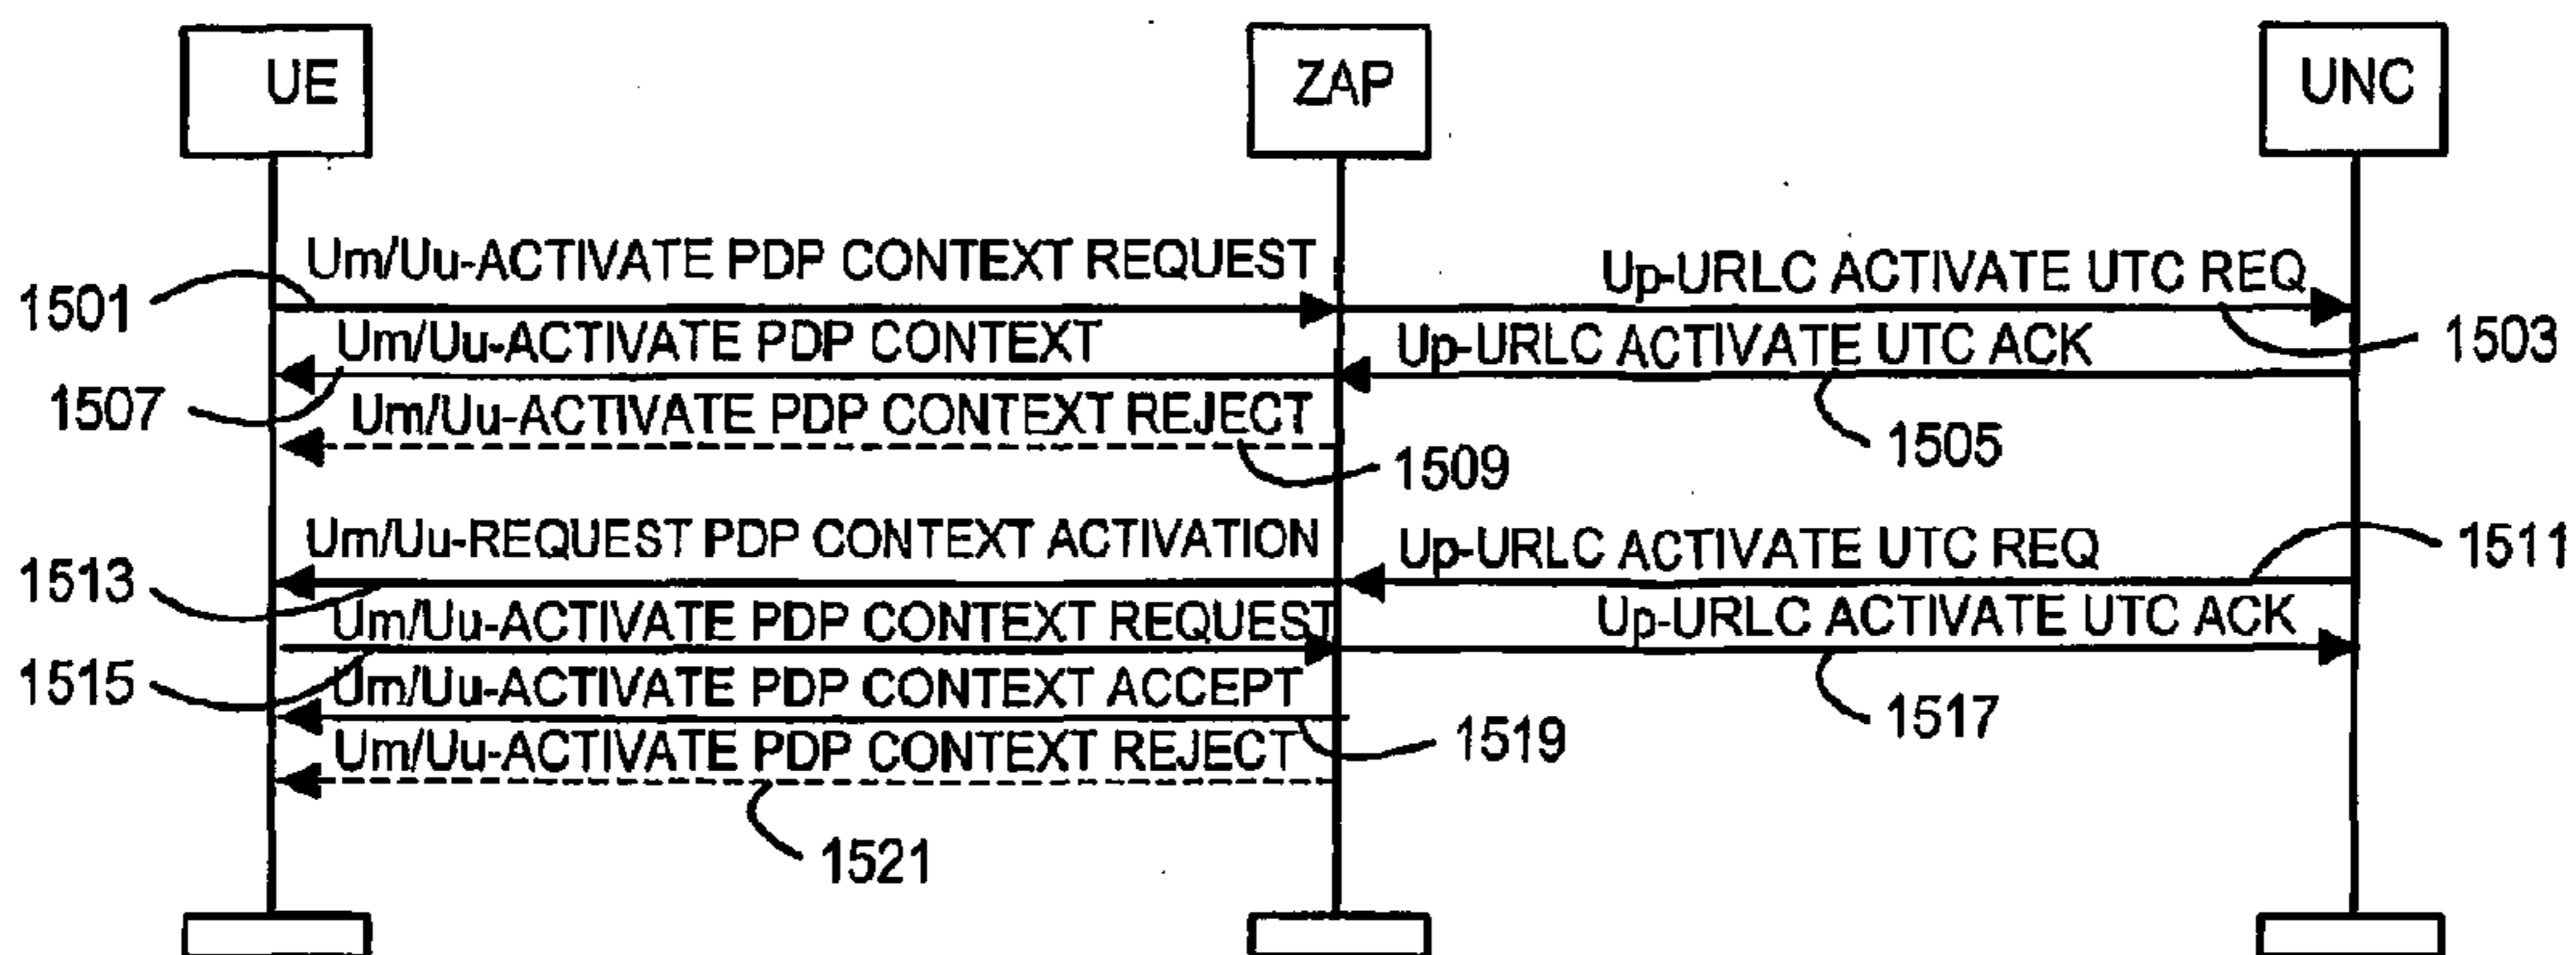 UE
ZAP
UNC
Um/Uu-ACTIVATE PDP CONTEXT REQUEST
Up-URLC ACTIVATE UTC REQ
1501
1503
Um/Uu-ACTIVATE PDP CONTEXT
Up-URLC ACTIVATE UTC ACK
1507
1505
Um/Uu-ACTIVATE PDP CONTEXT REJECT
1509
Um/Uu-REQUEST PDP CONTEXT ACTIVATION
Up-URLC ACTIVATE UTC REQ
1511
1513
Um/Uu-ACTIVATE PDP CONTEXT REQUEST
Up-URLC ACTIVATE UTC ACK
1515
1517
Um/Uu-ACTIVATE PDP CONTEXT ACCEPT
1519
Um/Uu-ACTIVATE PDP CONTEXT REJECT
1521